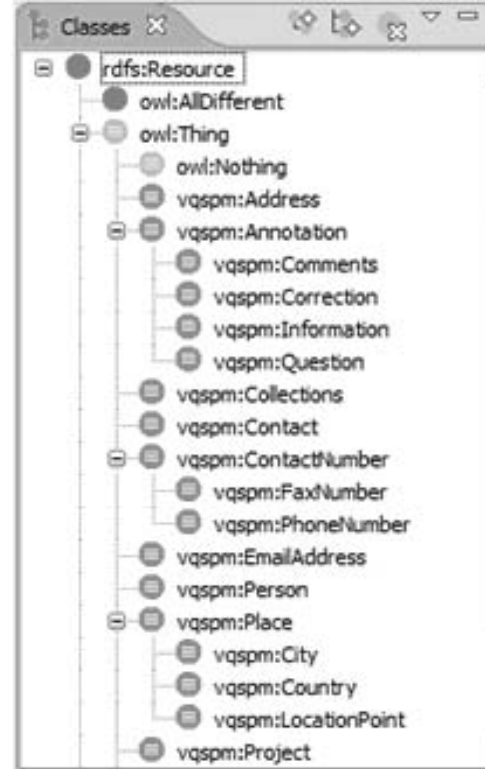 Classes
rdfs:Resource
owl:AllDifferent
owl:Thing
owl:Nothing
vqspm:Address
vqspm:Annotation
vqspm:Comments
vqspm:Correction
vqspm:Information
vqspm:Question
vqspm:Collections
vqspm:Contact
vqspm:ContactNumber
vqspm:FaxNumber
vqspm:PhoneNumber
vqspm:EmailAddress
vqspm:Person
vqspm:Place
vqspm:City
vqspm:Country
vqspm:LocationPoint
vqspm:Project